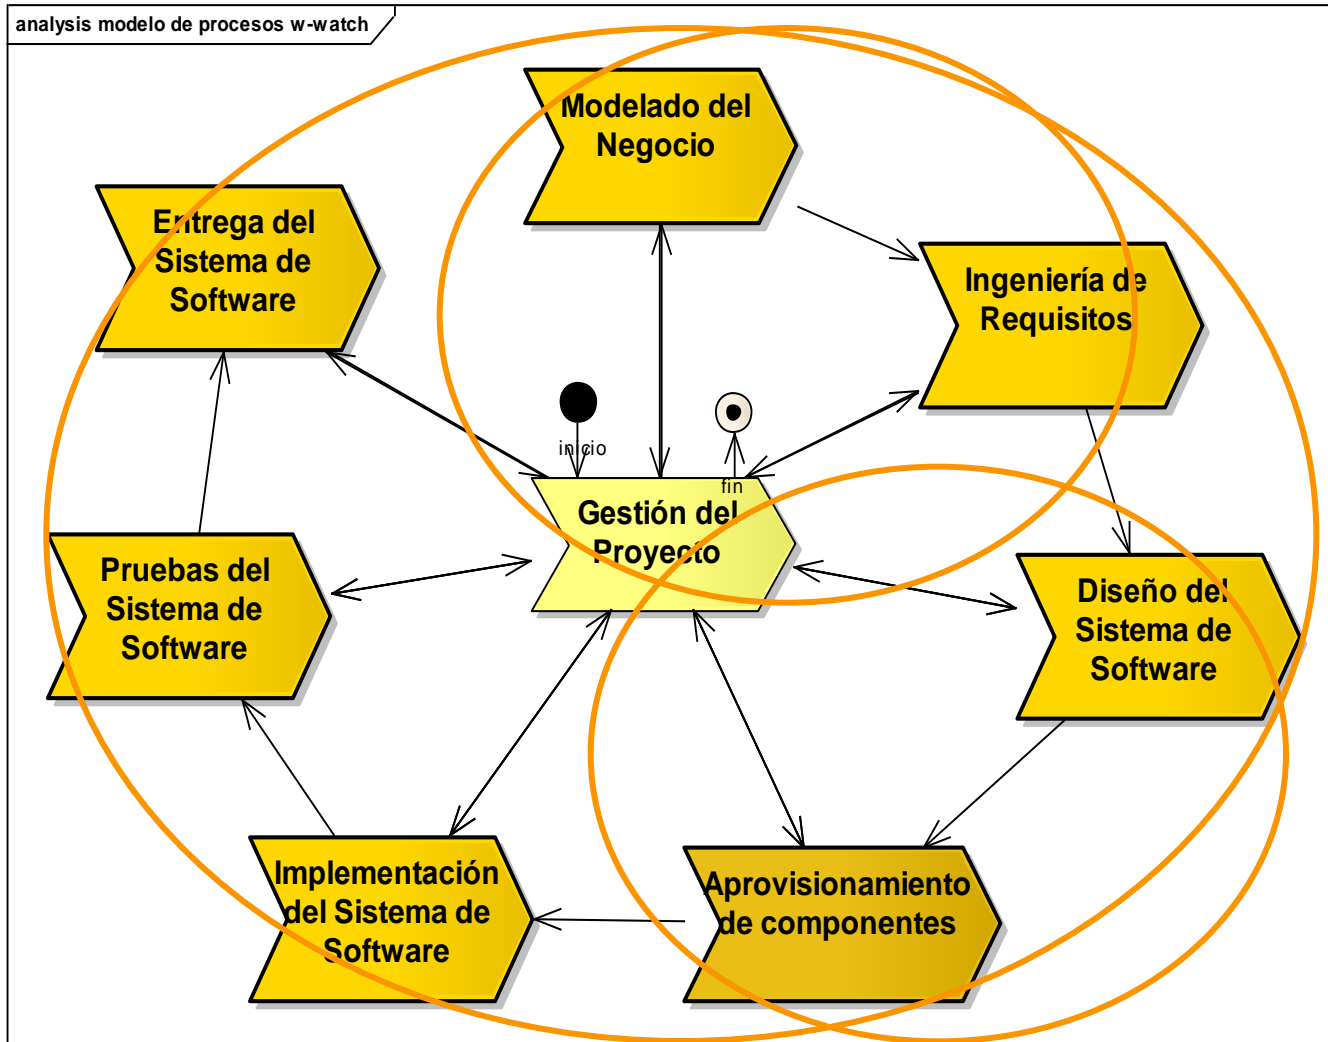 analysis modelo de procesos w-watch
Modelado del
Negocio
Entrega del
Sistema de
Software
Ingeniería de
Requisitos
inicio
fin
Gestión del
Proyecto
Pruebas del
Sistema de
Software
Diseño del
Sistema de
Software
Implementación
del Sistema de
Software
Aprovisionamiento
de componentes